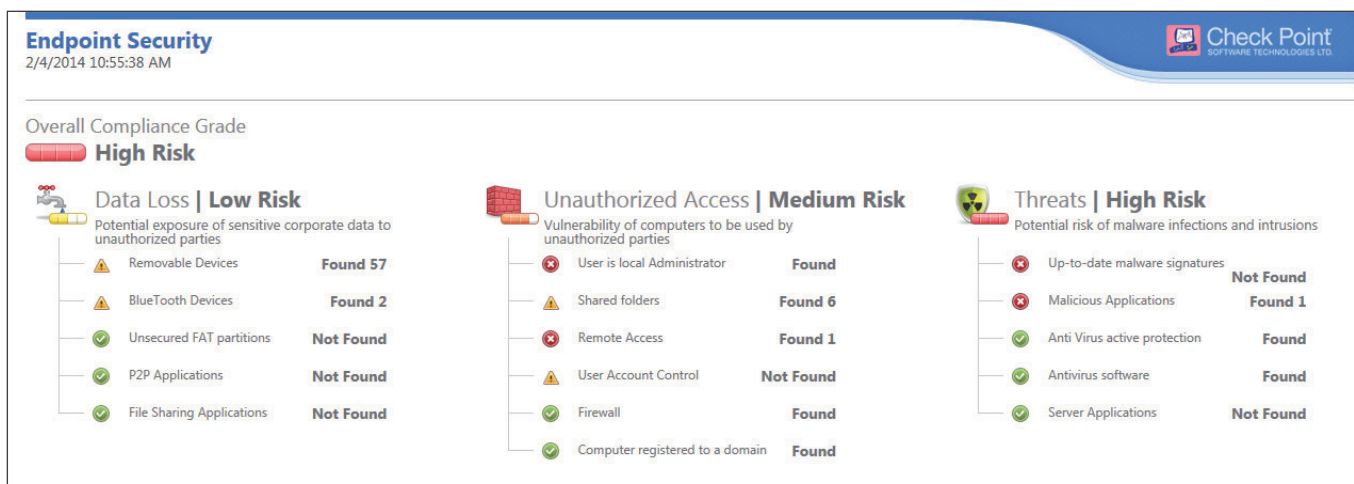 Endpoint Security
2/4/2014 10:55:38 AM
Check Point
SOFTWARE TECHNOLOGIES LTD.
Overall Compliance Grade
High Risk
Data Loss | Low Risk
Potential exposure of sensitive corporate data to
unauthorized parties
Removable Devices Found 57
BlueTooth Devices Found 2
Unsecured FAT partitions Not Found
P2P Applications Not Found
File Sharing Applications Not Found
Unauthorized Access | Medium Risk
Vulnerability of computers to be used by
unauthorized parties
User is local Administrator Found
Shared folders Found 6
Remote Access Found 1
User Account Control Not Found
Firewall Found
Computer registered to a domain Found
Threats | High Risk
Potential risk of malware infections and intrusions
Up-to-date malware signatures
Not Found
Malicious Applications Found 1
Anti Virus active protection Found
Antivirus software Found
Server Applications Not Found